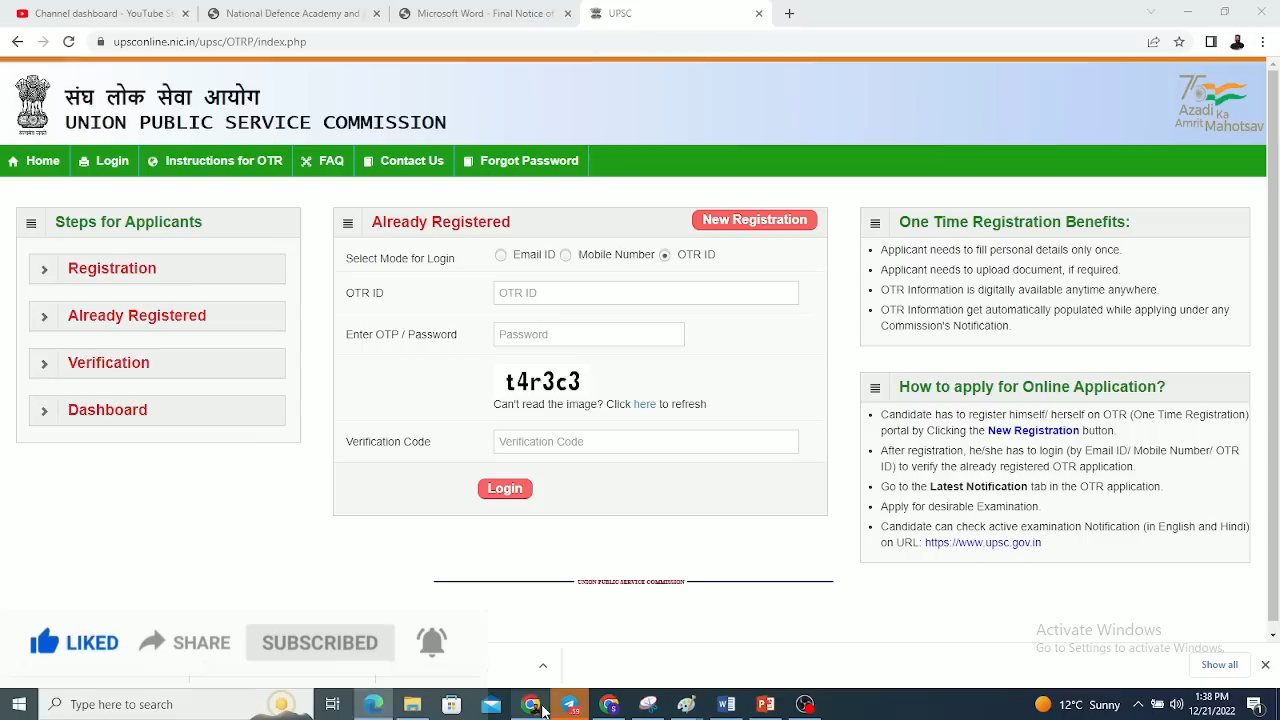 Channel dashboard - YouTube S
National Defence Academy and
Microsoft Word - Final Notice of
UPSC
upsconline.nic.in/upsc/OTRP/index.php
संघ लोक सेवा आयोग
UNION PUBLIC SERVICE COMMISSION
75
Azadi Ka
Amrit Mahotsav
Home
Login
Instructions for OTR
FAQ
Contact Us
Forgot Password
Steps for Applicants
Registration
Already Registered
Verification
Dashboard
Already Registered
New Registration
Select Mode for Login
Email ID
Mobile Number
OTR ID
OTR ID
OTR ID
Enter OTP / Password
Password
t4r3c3
Can't read the image? Click here to refresh
Verification Code
Verification Code
Login
One Time Registration Benefits:
Applicant needs to fill personal details only once.
Applicant needs to upload document, if required.
OTR Information is digitally available anytime anywhere.
OTR Information get automatically populated while applying under any
Commission's Notification.
How to apply for Online Application?
Candidate has to register himself/ herself on OTR (One Time Registration)
portal by Clicking the New Registration button.
After registration, he/she has to login (by Email ID/ Mobile Number/ OTR
ID) to verify the already registered OTR application.
Go to the Latest Notification tab in the OTR application.
Apply for desirable Examination.
Candidate can check active examination Notification (in English and Hindi)
on URL: https://www.upsc.gov.in
UNION PUBLIC SERVICE COMMISSION
LIKED
SHARE
SUBSCRIBED
Activate Windows
Go to Settings to activate Windows.
Show all
Type here to search
59
12°C Sunny
1:38 PM
12/21/2022